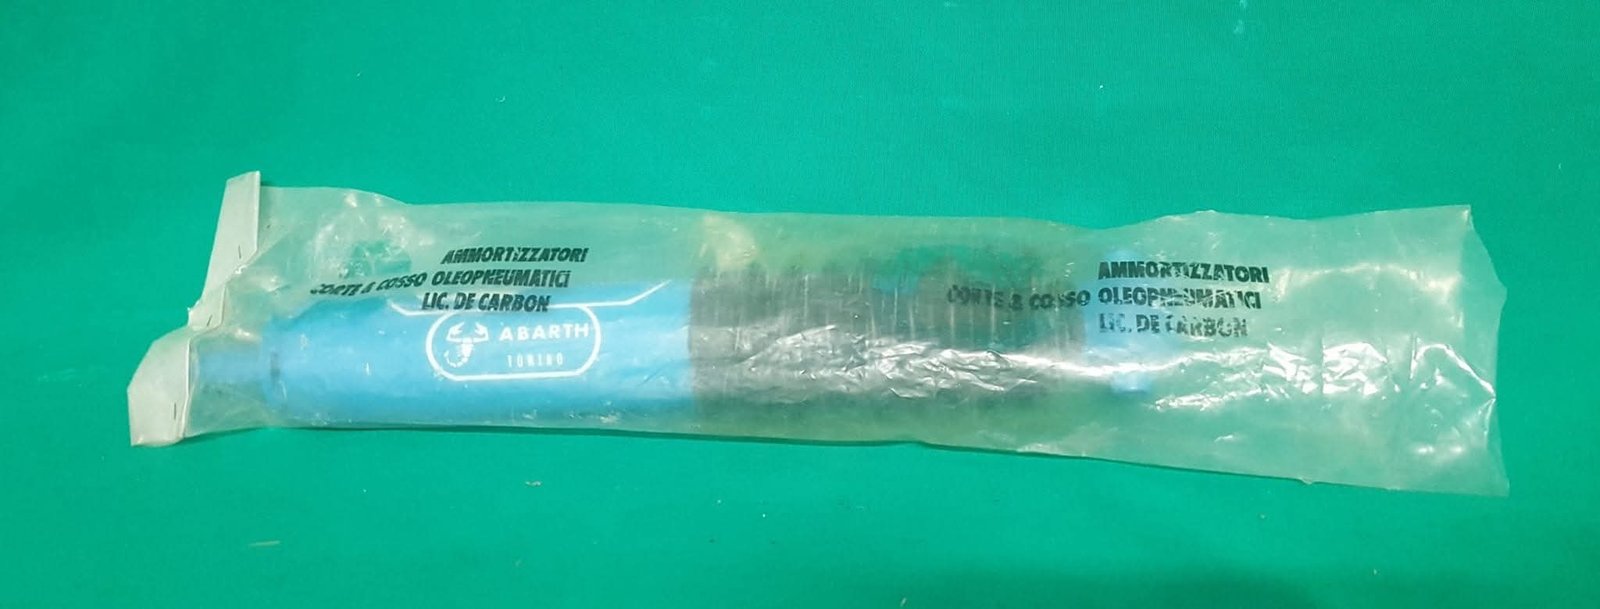 AMMORTIZZATORI
CORTE & COSSO OLEOPNEUMATICI
LIC. DE CARBON
ABARTH
TORINO
AMMORTIZZATORI
CORTE & COSSO OLEOPNEUMATICI
LIC. DE CARBON